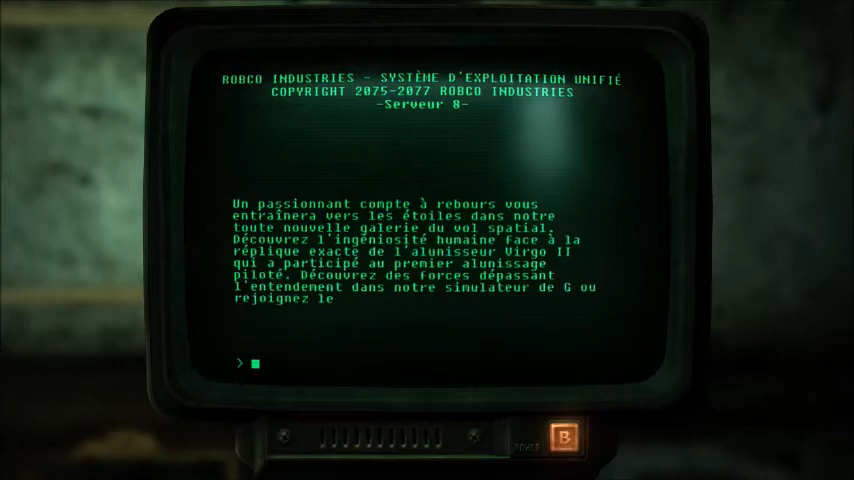 ROBCO INDUSTRIES - SYSTÈME D'EXPLOITATION UNIFIÉ
COPYRIGHT 2075-2077 ROBCO INDUSTRIES
-Serveur 8-
Un passionnant compte à rebours vous
entraînera vers les étoiles dans notre
toute nouvelle galerie du vol spatial.
Découvrez l'ingéniosité humaine face à la
réplique exacte de l'alunisseur Virgo II
qui a participé au premier alunissage
piloté. Découvrez des forces dépassant
l'entendement dans notre simulateur de G ou
rejoignez le
>
POWER
B